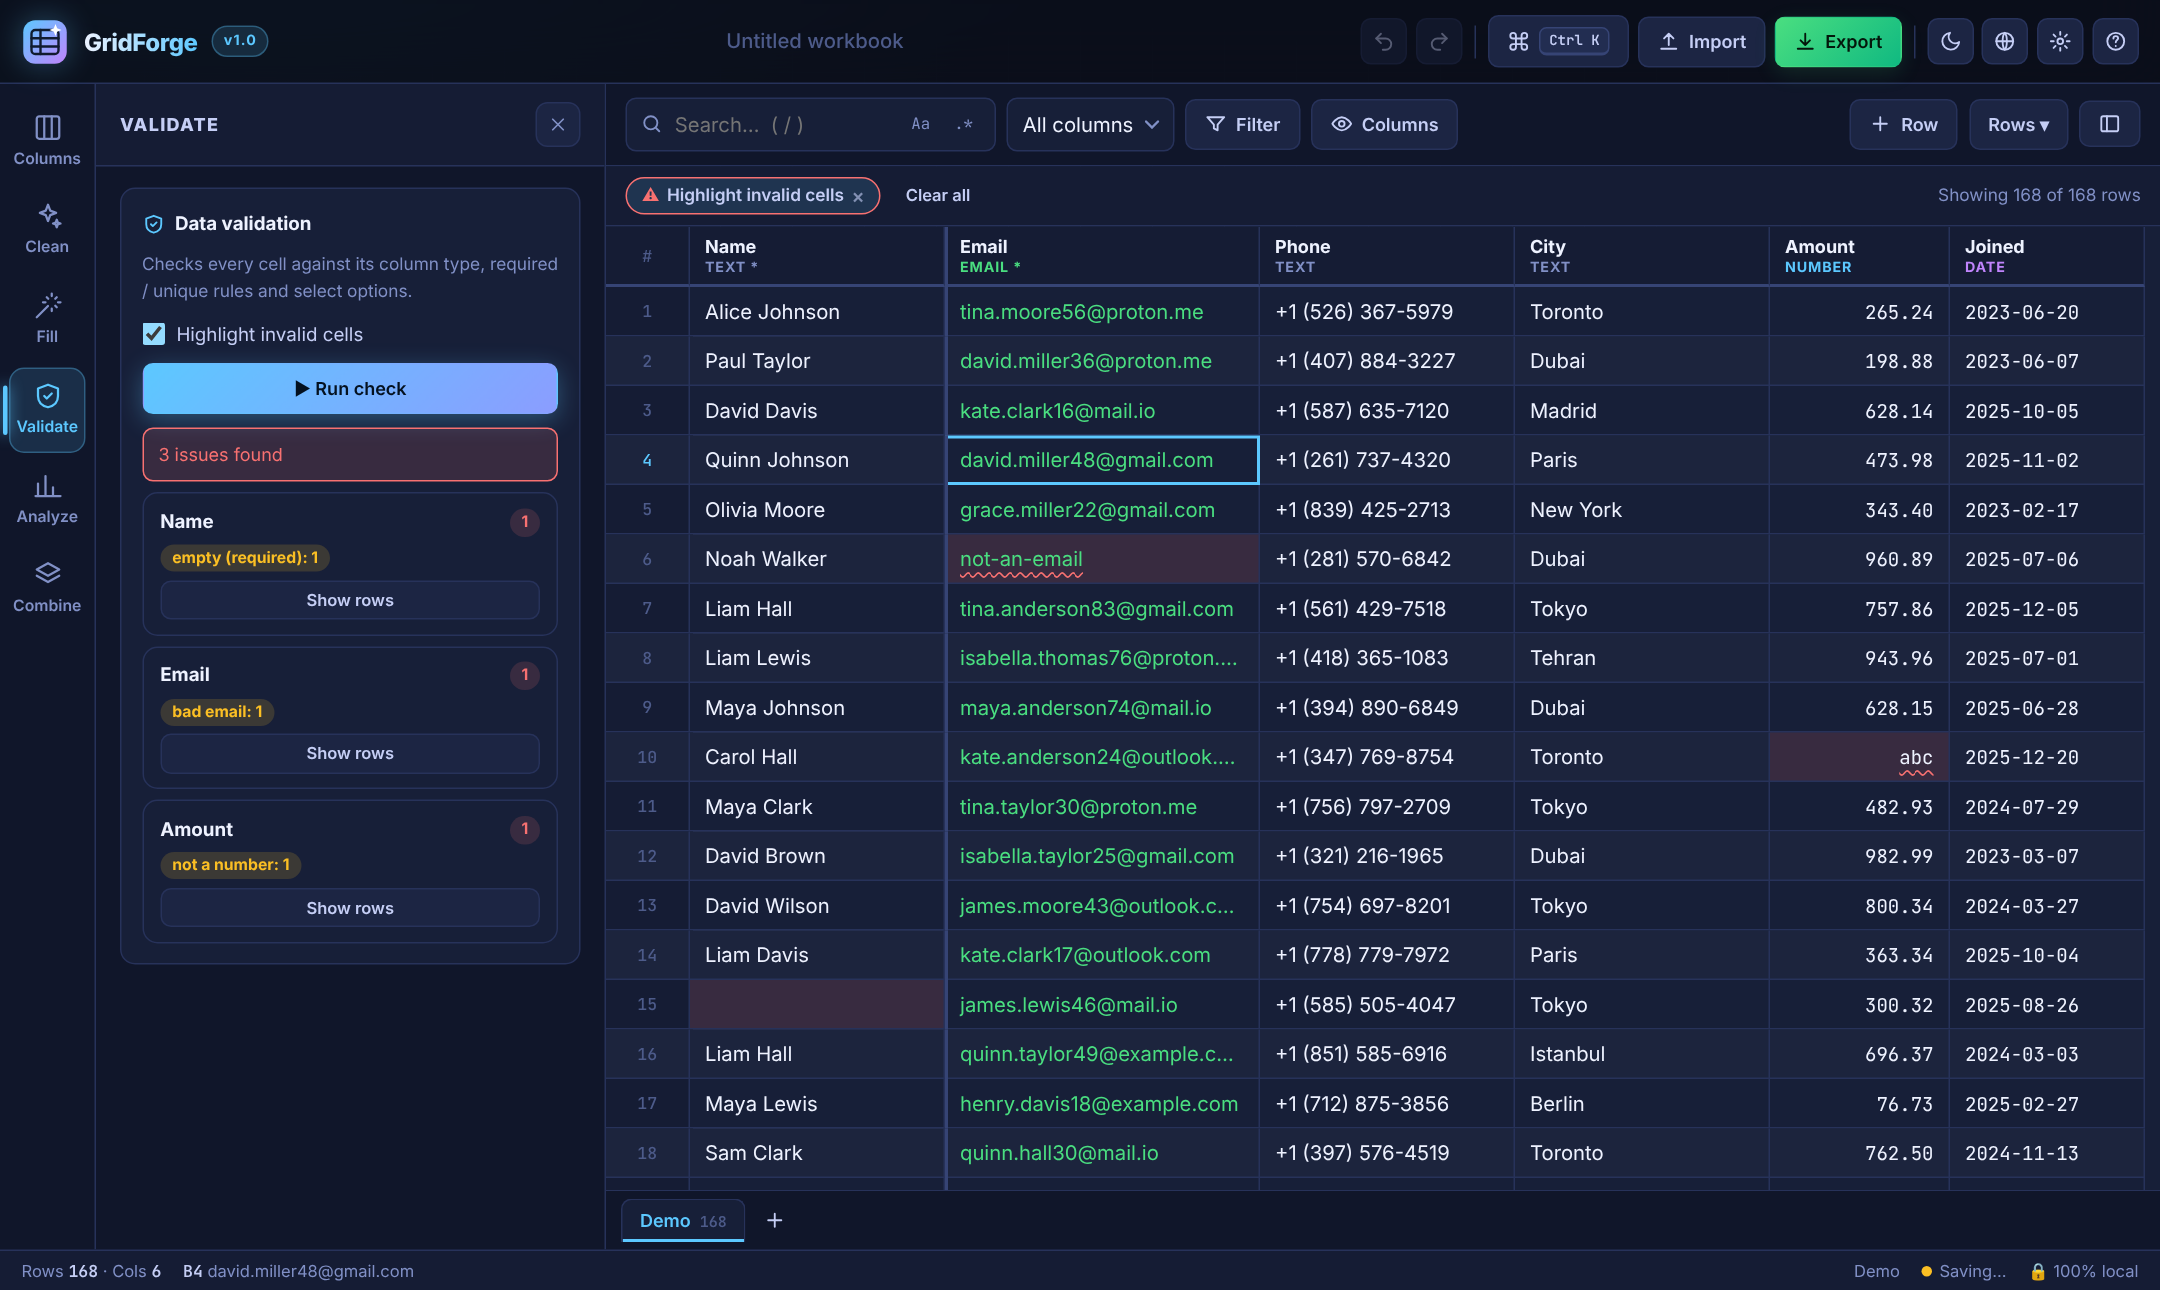 GridForge v1.0
Untitled workbook
Ctrl K
Import
Export
Columns
Clean
Fill
Validate
Analyze
Combine
VALIDATE
Data validation
Checks every cell against its column type, required
/ unique rules and select options.
Highlight invalid cells
▶ Run check
3 issues found
Name 1
empty (required): 1
Show rows
Email 1
bad email: 1
Show rows
Amount 1
not a number: 1
Show rows
Search... ( / ) Aa .* All columns Filter Columns + Row Rows ▾
Highlight invalid cells × Clear all Showing 168 of 168 rows
# Name Email Phone City Amount Joined
TEXT * EMAIL * TEXT TEXT NUMBER DATE
1 Alice Johnson tina.moore56@proton.me +1 (526) 367-5979 Toronto 265.24 2023-06-20
2 Paul Taylor david.miller36@proton.me +1 (407) 884-3227 Dubai 198.88 2023-06-07
3 David Davis kate.clark16@mail.io +1 (587) 635-7120 Madrid 628.14 2025-10-05
4 Quinn Johnson david.miller48@gmail.com +1 (261) 737-4320 Paris 473.98 2025-11-02
5 Olivia Moore grace.miller22@gmail.com +1 (839) 425-2713 New York 343.40 2023-02-17
6 Noah Walker not-an-email +1 (281) 570-6842 Dubai 960.89 2025-07-06
7 Liam Hall tina.anderson83@gmail.com +1 (561) 429-7518 Tokyo 757.86 2025-12-05
8 Liam Lewis isabella.thomas76@proton.... +1 (418) 365-1083 Tehran 943.96 2025-07-01
9 Maya Johnson maya.anderson74@mail.io +1 (394) 890-6849 Dubai 628.15 2025-06-28
10 Carol Hall kate.anderson24@outlook.... +1 (347) 769-8754 Toronto abc 2025-12-20
11 Maya Clark tina.taylor30@proton.me +1 (756) 797-2709 Tokyo 482.93 2024-07-29
12 David Brown isabella.taylor25@gmail.com +1 (321) 216-1965 Dubai 982.99 2023-03-07
13 David Wilson james.moore43@outlook.c... +1 (754) 697-8201 Tokyo 800.34 2024-03-27
14 Liam Davis kate.clark17@outlook.com +1 (778) 779-7972 Paris 363.34 2025-10-04
15 james.lewis46@mail.io +1 (585) 505-4047 Tokyo 300.32 2025-08-26
16 Liam Hall quinn.taylor49@example.c... +1 (851) 585-6916 Istanbul 696.37 2024-03-03
17 Maya Lewis henry.davis18@example.com +1 (712) 875-3856 Berlin 76.73 2025-02-27
18 Sam Clark quinn.hall30@mail.io +1 (397) 576-4519 Toronto 762.50 2024-11-13
Demo 168 +
Rows 168 · Cols 6 B4 david.miller48@gmail.com Demo Saving... 100% local